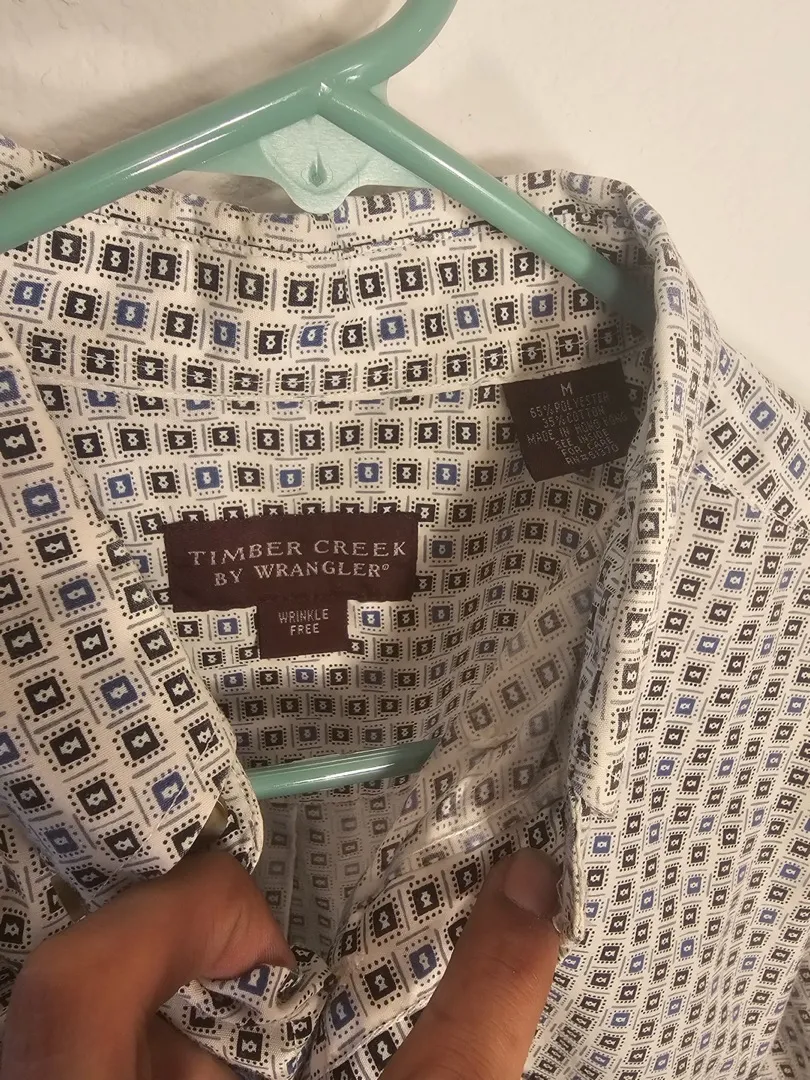 TIMBER CREEK
BY WRANGLER®
WRINKLE
FREE
M
65% POLYESTER
35% COTTON
MADE IN HONG KONG
SEE INSIDE
FOR CARE